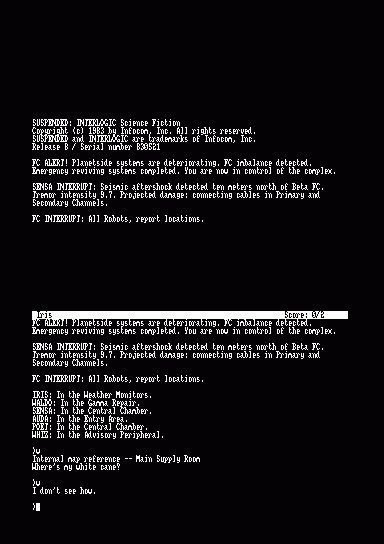 SUSPENDED: INTERLOGIC Science Fiction
Copyright (c) 1983 by Infocom, Inc. All rights reserved.
SUSPENDED and INTERLOGIC are trademarks of Infocom, Inc.
Release 8 / Serial number 830521
FC ALERT! Planetside systems are deteriorating. FC imbalance detected.
Emergency reviving systems completed. You are now in control of the complex.
SENSA INTERRUPT: Seismic aftershock detected ten meters north of Beta FC.
Tremor intensity 9.7. Projected damage: connecting cables in Primary and
Secondary Channels.
FC INTERRUPT: All Robots, report locations.
Iris Score: 0/2
FC ALERT! Planetside systems are deteriorating. FC imbalance detected.
Emergency reviving systems completed. You are now in control of the complex.
SENSA INTERRUPT: Seismic aftershock detected ten meters north of Beta FC.
Tremor intensity 9.7. Projected damage: connecting cables in Primary and
Secondary Channels.
FC INTERRUPT: All Robots, report locations.
IRIS: In the Weather Monitors.
WALDO: In the Gamma Repair.
SENSA: In the Central Chamber.
AUDA: In the Entry Area.
POET: In the Central Chamber.
WHIZ: In the Advisory Peripheral.
>w
Internal map reference -- Main Supply Room
Where's my white cane?
>w
I don't see how.
>